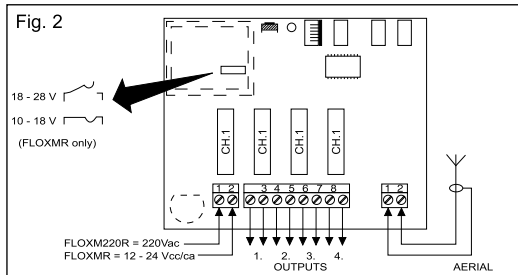 Fig. 2
18 - 28 V
10 - 18 V
(FLOXMR only)
CH.1 CH.1 CH.1 CH.1
1 2 3 4 5 6 7 8 1 2
FLOXM220R = 220Vac
FLOXMR = 12 - 24 Vcc/ca
1. 2. 3. 4.
OUTPUTS
AERIAL